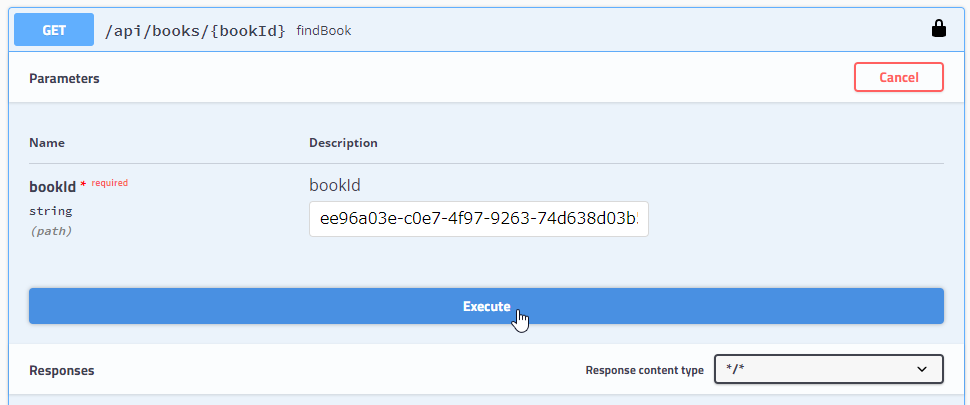 GET /api/books/{bookId} findBook
Parameters Cancel
Name Description
bookId * required bookId
string ee96a03e-c0e7-4f97-9263-74d638d03b
(path)
Execute
Responses Response content type */*